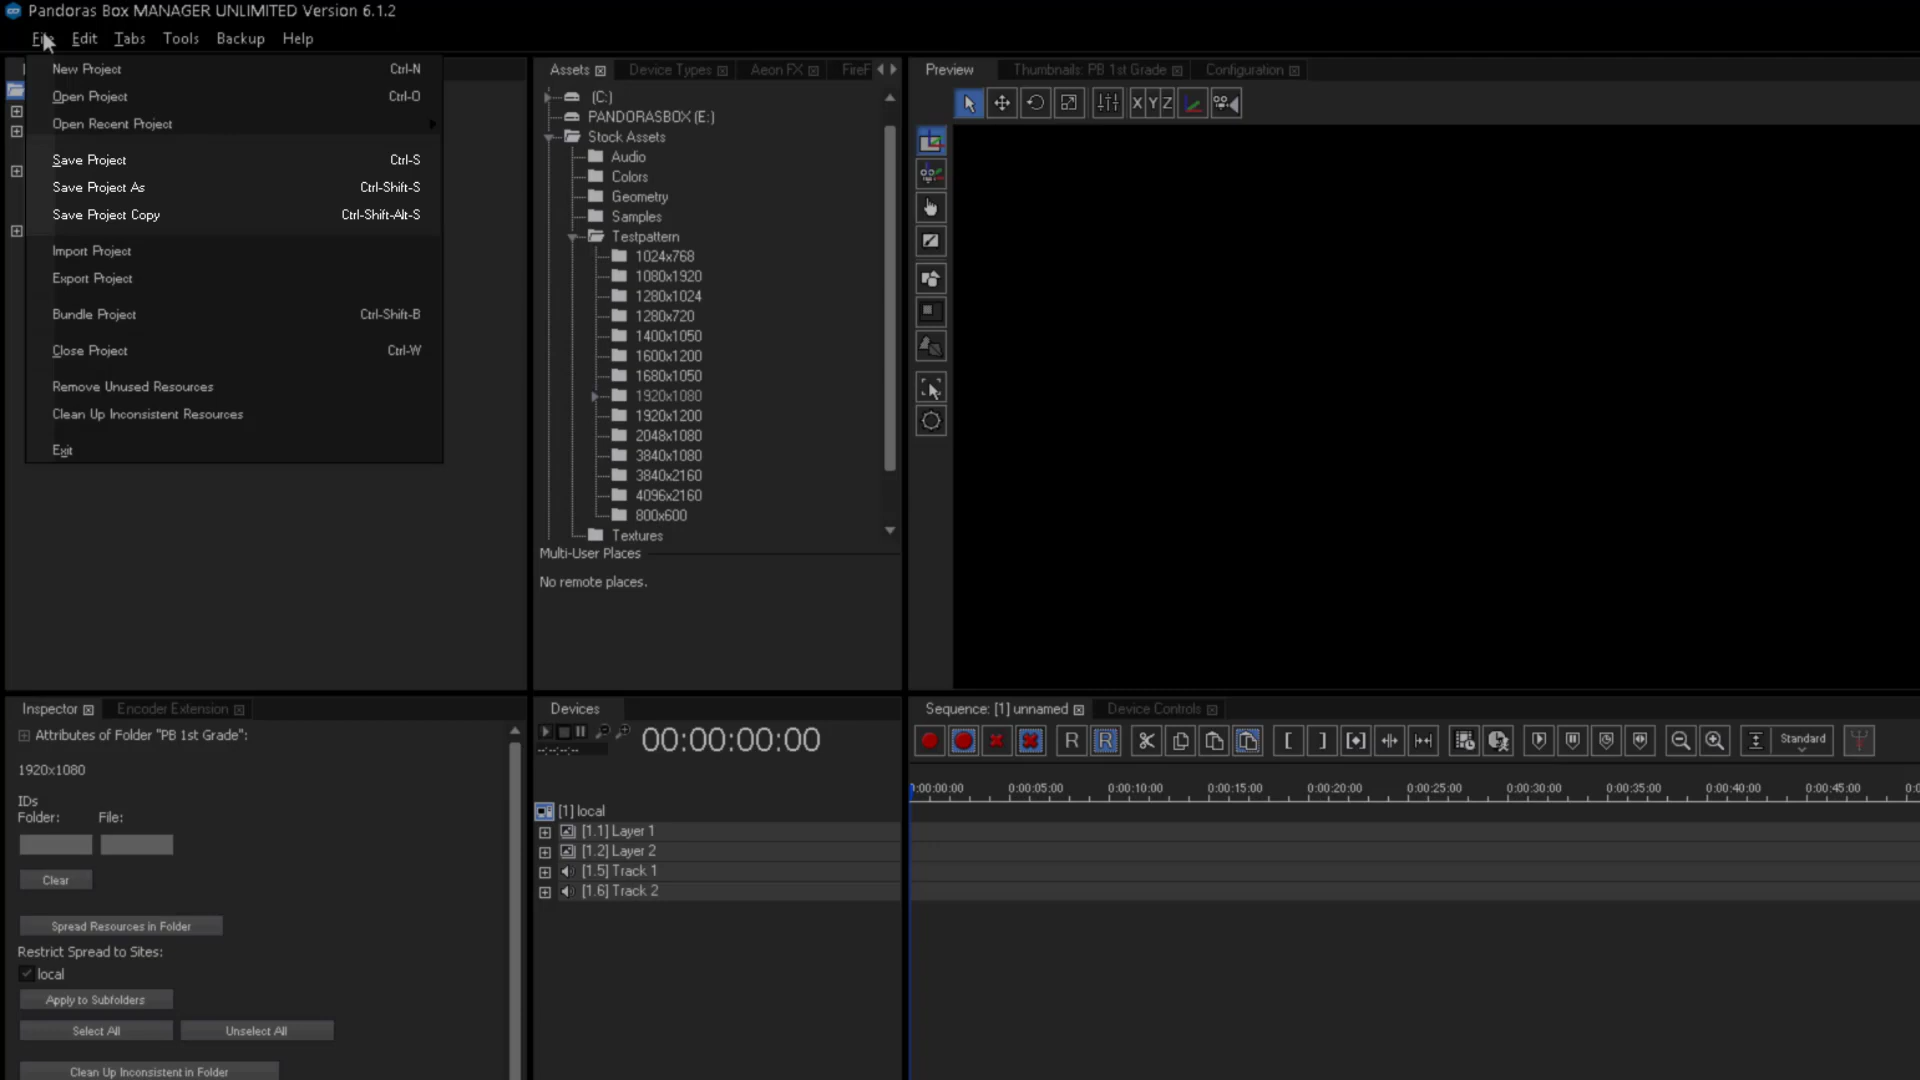 Pandoras Box MANAGER UNLIMITED Version 6.1.2
Edit Tabs Tools Backup Help
New Project Ctrl-N
Open Project Ctrl-O
Open Recent Project
Save Project Ctrl-S
Save Project As Ctrl-Shift-S
Save Project Copy Ctrl-Shift-Alt-S
Import Project
Export Project
Bundle Project Ctrl-Shift-B
Close Project Ctrl-W
Remove Unused Resources
Clean Up Inconsistent Resources
Exit
Assets Device Types Aeon FX FireF
(C:)
PANDORASBOX (E:)
Stock Assets
Audio
Colors
Geometry
Samples
Testpattern
1024x768
1080x1920
1280x1024
1280x720
1400x1050
1600x1200
1680x1050
1920x1080
1920x1200
2048x1080
3840x1080
3840x2160
4096x2160
800x600
Textures
Multi-User Places
No remote places.
Preview Thumbnails: PB 1st Grade Configuration
X Y Z
Inspector Encoder Extension
Attributes of Folder "PB 1st Grade":
1920x1080
IDs
Folder: File:
Clear
Spread Resources in Folder
Restrict Spread to Sites:
local
Apply to Subfolders
Select All Unselect All
Clean Up Inconsistent in Folder
Devices
00:00:00:00
--:--:--:--
[1] local
[1.1] Layer 1
[1.2] Layer 2
[1.5] Track 1
[1.6] Track 2
Sequence: [1] unnamed Device Controls
R R [ ] Standard
0:00:00:00 0:00:05:00 0:00:10:00 0:00:15:00 0:00:20:00 0:00:25:00 0:00:30:00 0:00:35:00 0:00:40:00 0:00:45:00